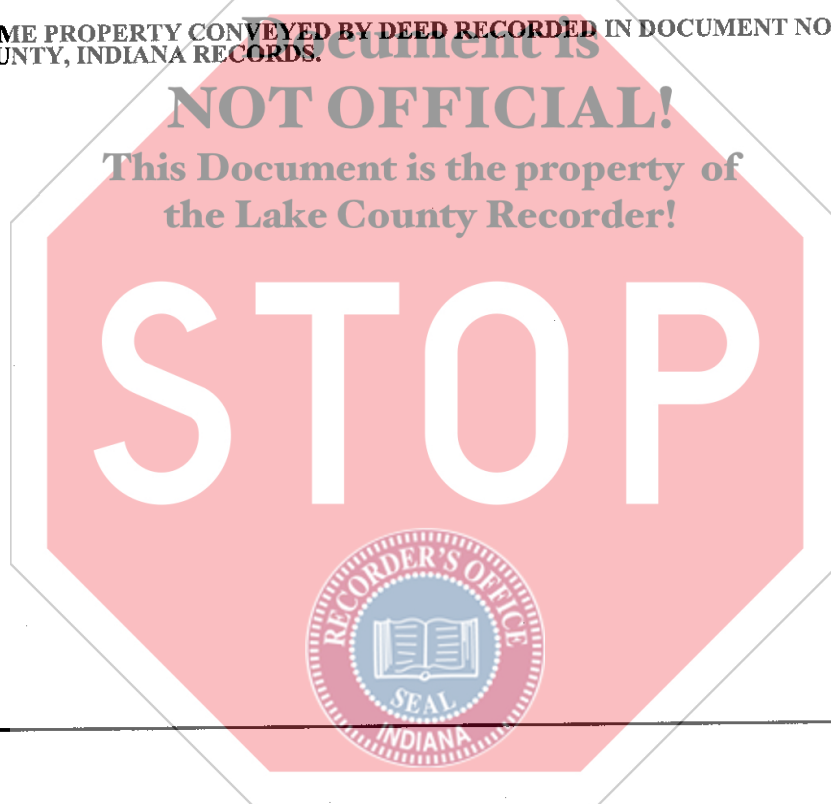 ME PROPERTY CONVEYED BY DEED RECORDED IN DOCUMENT NO
UNTY, INDIANA RECORDS.
Document is
NOT OFFICIAL!
This Document is the property of
the Lake County Recorder!
STOP
RECORDER'S OFFICE
SEAL
INDIANA